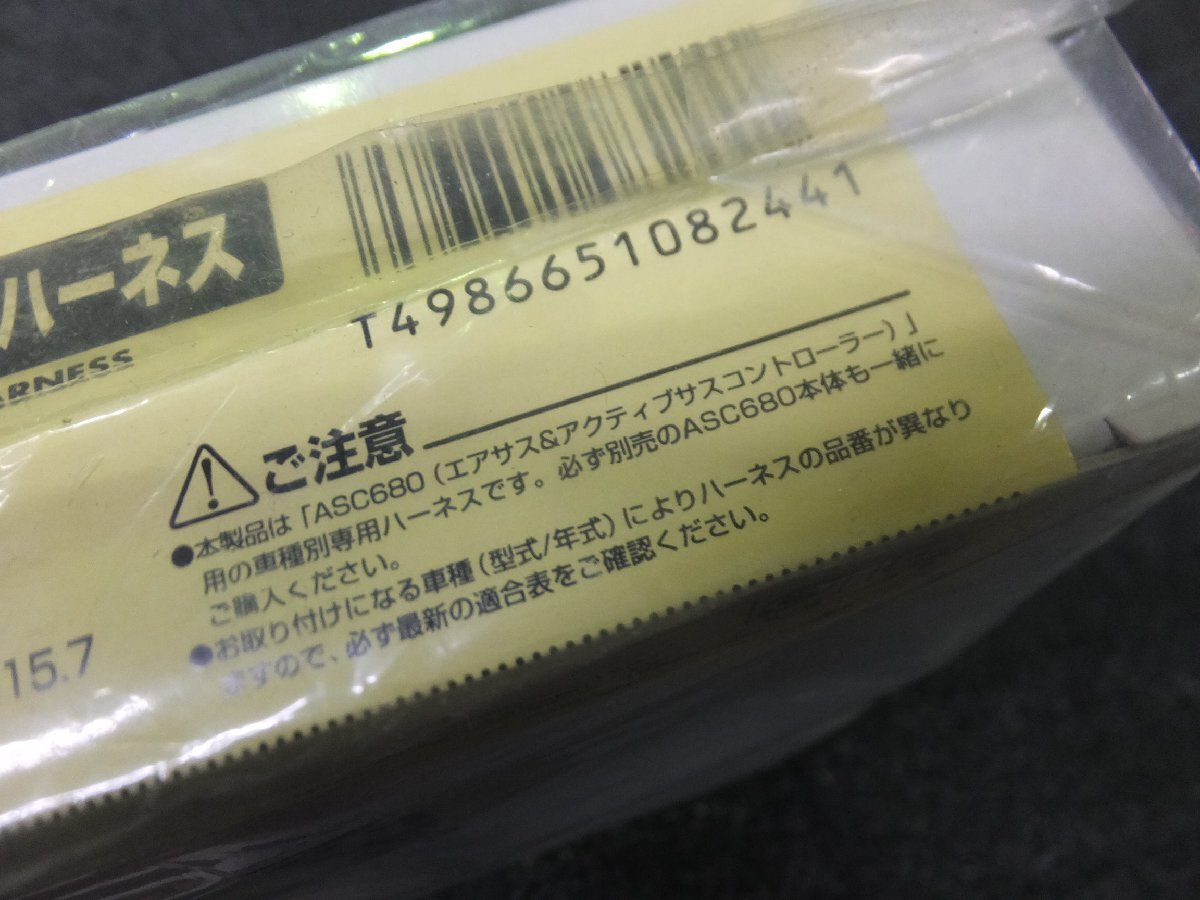 ハーネス
ARNESS
T4986651082441
ご注意
●本製品は「ASC680(エアサス&アクティブサスコントローラー)」
用の車種別専用ハーネスです。必ず別売のASC680本体も一緒に
ご購入ください。
●お取り付けになる車種(型式/年式)によりハーネスの品番が異なり
ますので、必ず最新の適合表をご確認ください。
15.7